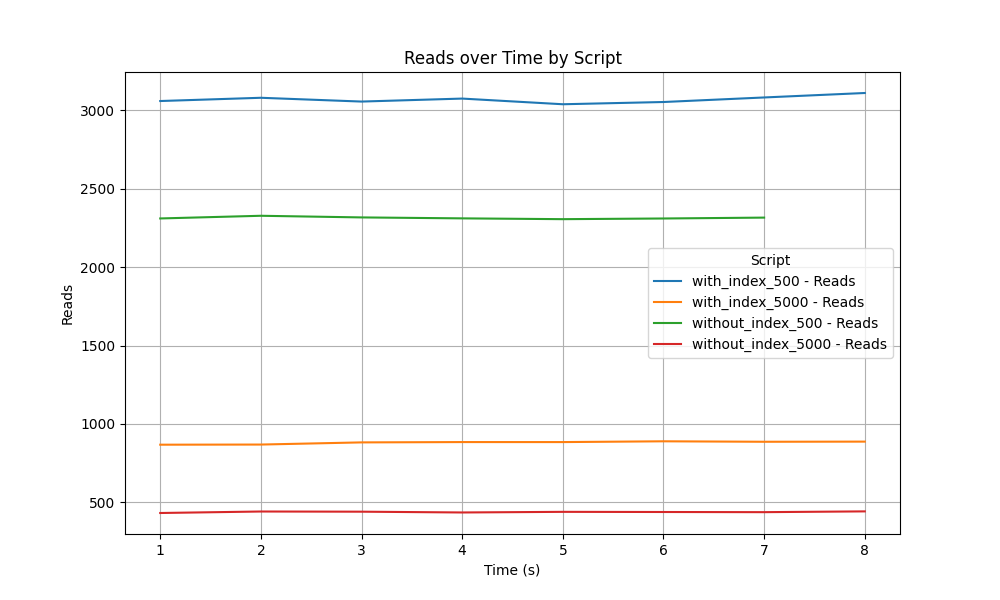 Reads over Time by Script
Reads
3000
2500
2000
1500
1000
500
Script
with_index_500 - Reads
with_index_5000 - Reads
without_index_500 - Reads
without_index_5000 - Reads
1 2 3 4 5 6 7 8
Time (s)